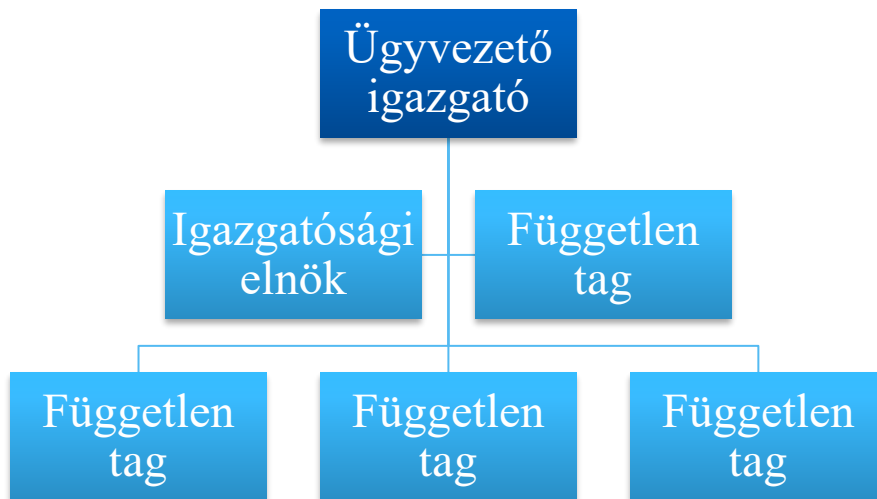 Ügyvezető
igazgató
Igazgatósági
elnök
Független
tag
Független
tag
Független
tag
Független
tag